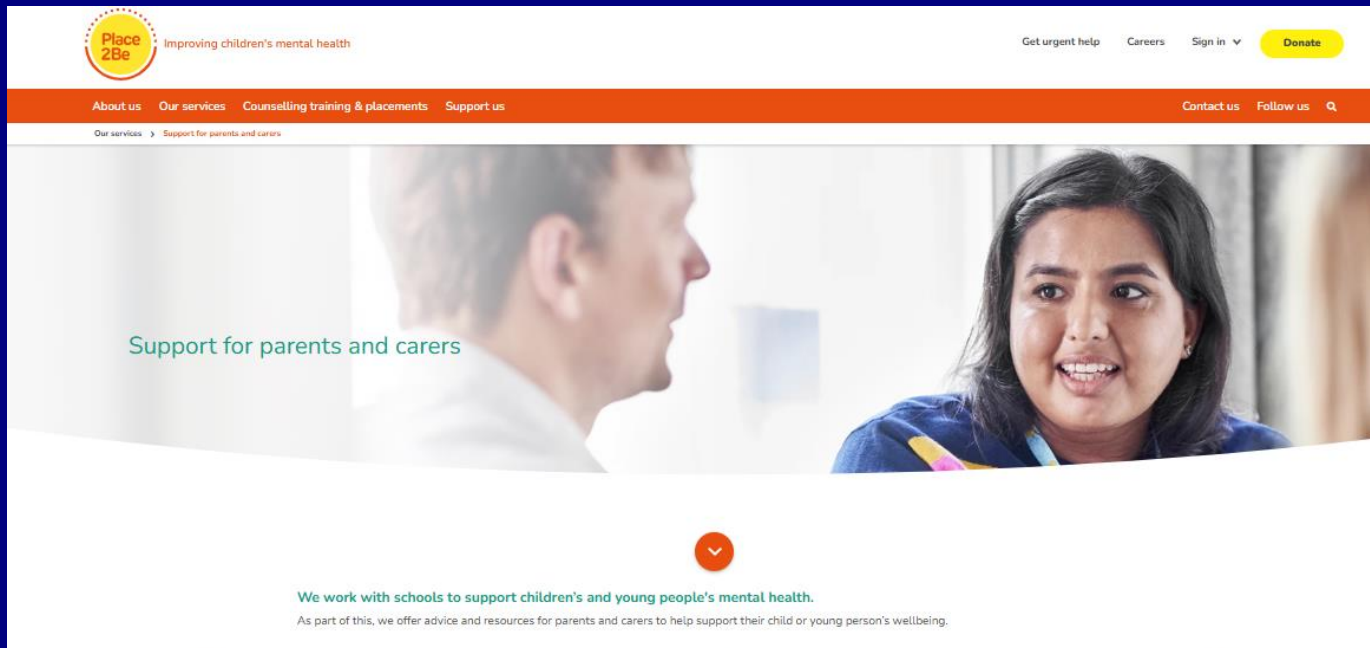 Place
2Be
Improving children's mental health
Get urgent help Careers Sign in Donate
About us Our services Counselling training & placements Support us Contact us Follow us
Our services > Support for parents and carers
Support for parents and carers
We work with schools to support children's and young people's mental health.
As part of this, we offer advice and resources for parents and carers to help support their child or young person's wellbeing.